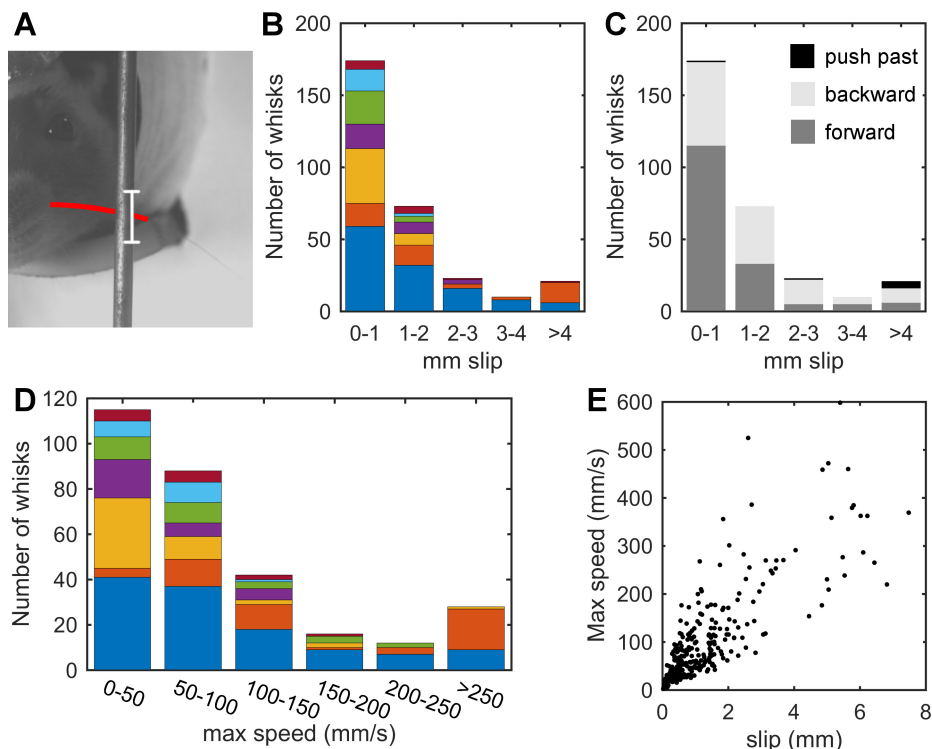 A
B
200
150
100
50
0
Number of whisks
0-1
1-2
2-3
3-4
>4
mm slip
C
200
150
100
50
0
Number of whisks
push past
backward
forward
0-1
1-2
2-3
3-4
>4
mm slip
D
120
100
80
60
40
20
0
Number of whisks
0-50
50-100
100-150
150-200
200-250
>250
max speed (mm/s)
E
600
500
400
300
200
100
0
Max speed (mm/s)
0
2
4
6
8
slip (mm)